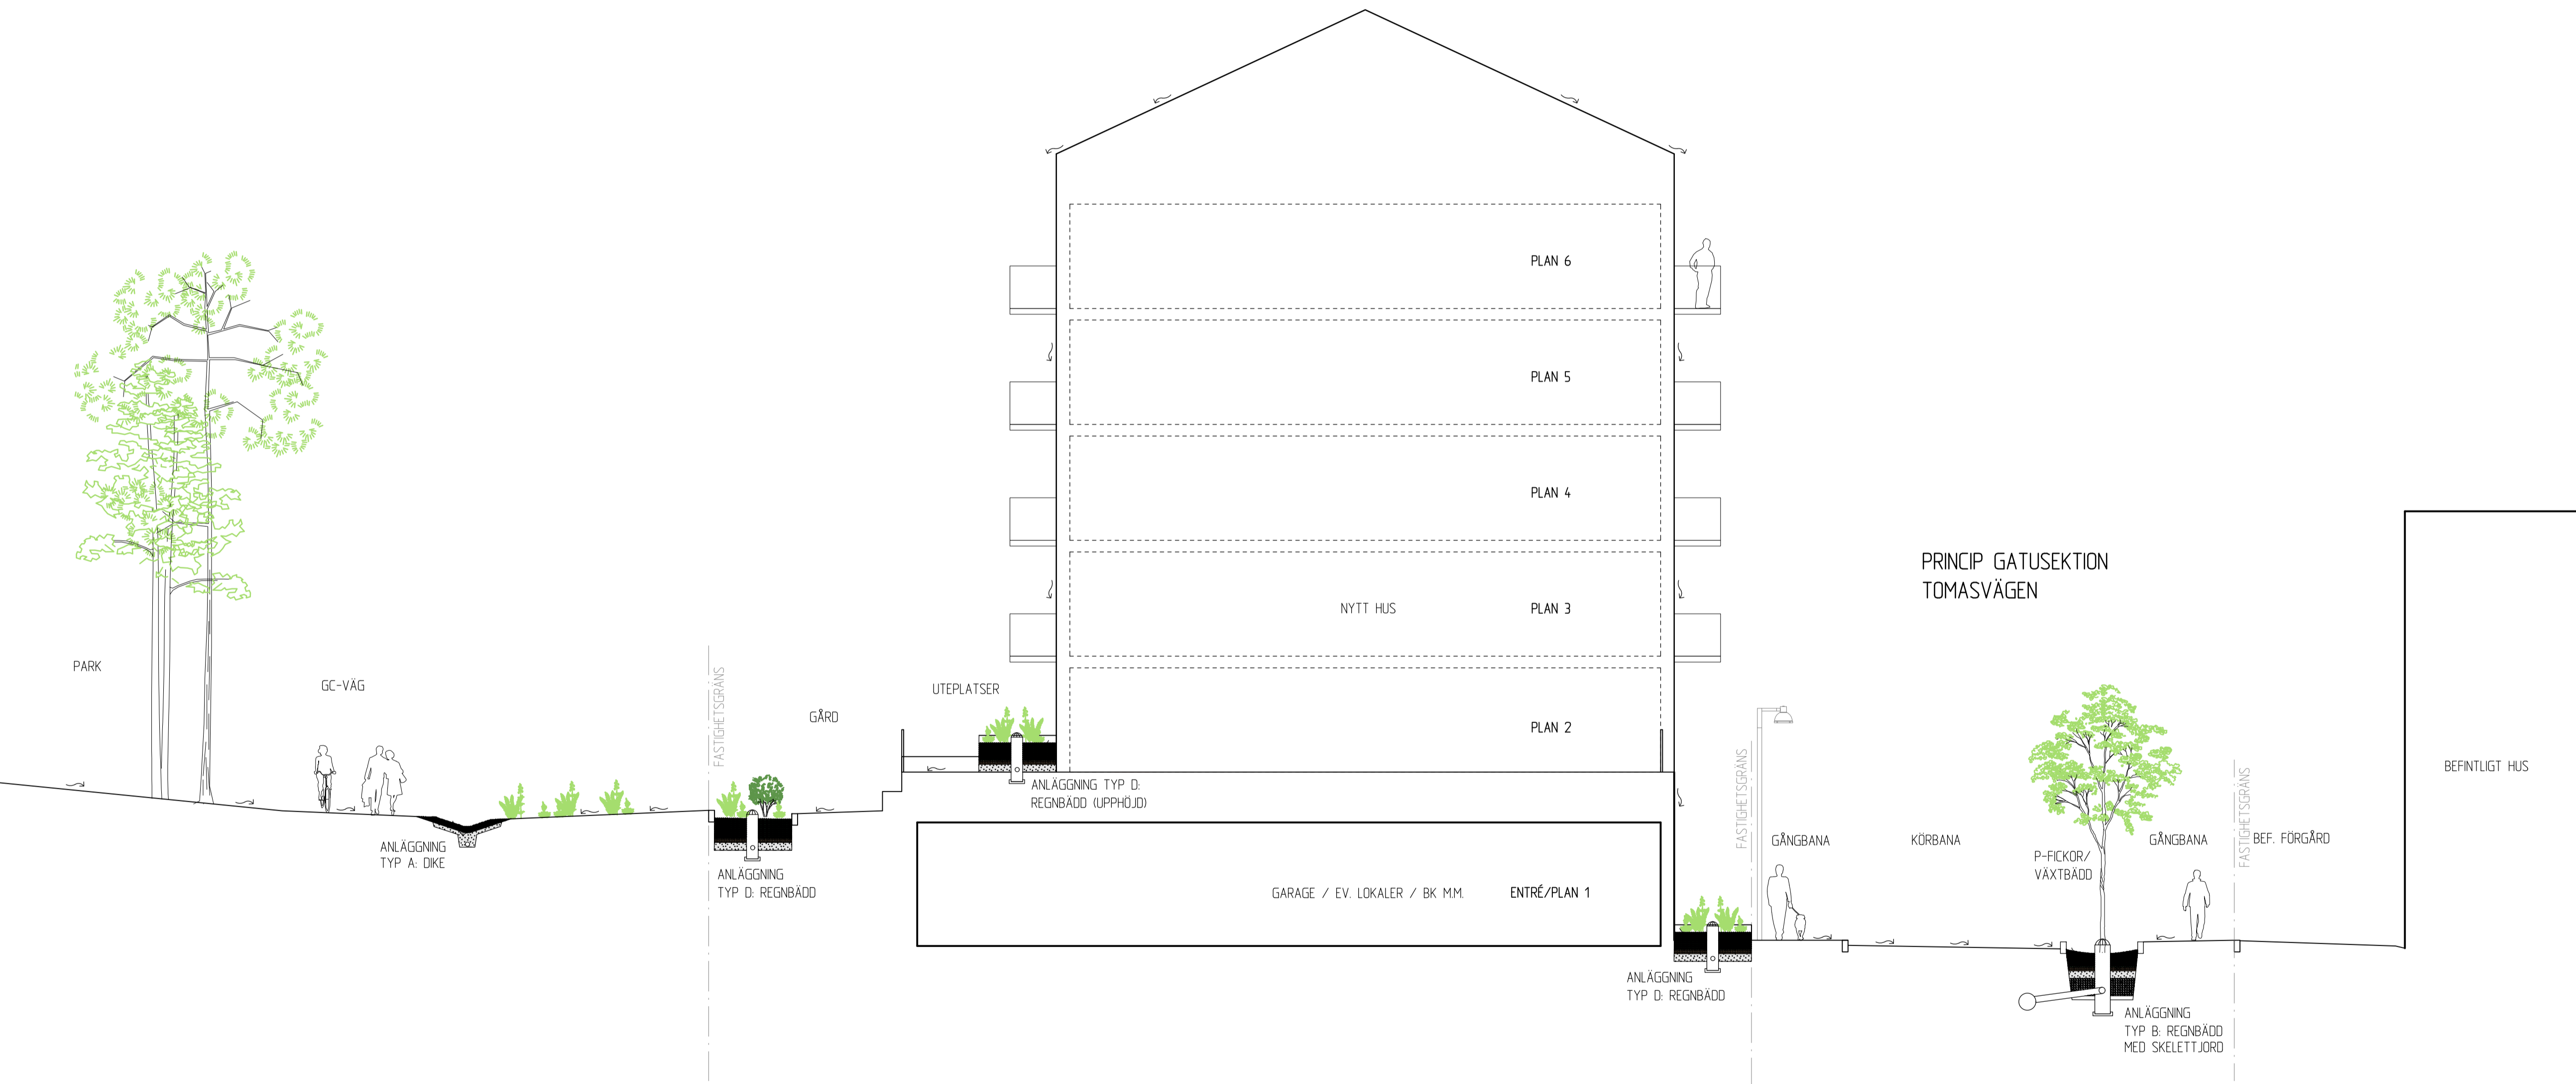 PLAN 6
PLAN 5
PLAN 4
PRINCIP GATUSEKTION
TOMASVÄGEN
NYTT HUS
PLAN 3
PARK
GC-VÄG
FASTIGHETSGRÄNS
UTEPLATSER
GÅRD
PLAN 2
FASTIGHETSGRÄNS
FASTIGHETSGRÄNS
BEFINTLIGT HUS
ANLÄGGNING TYP D:
REGNBÄDD (UPPHÖJD)
ANLÄGGNING
TYP A: DIKE
GÅNGBANA
KÖRBANA
P-FICKOR/
VÄXTBÄDD
GÅNGBANA
BEF. FÖRGÅRD
ANLÄGGNING
TYP D: REGNBÄDD
GARAGE / EV. LOKALER / BK M.M.
ENTRÉ/PLAN 1
ANLÄGGNING
TYP D: REGNBÄDD
ANLÄGGNING
TYP B: REGNBÄDD
MED SKELETTJORD